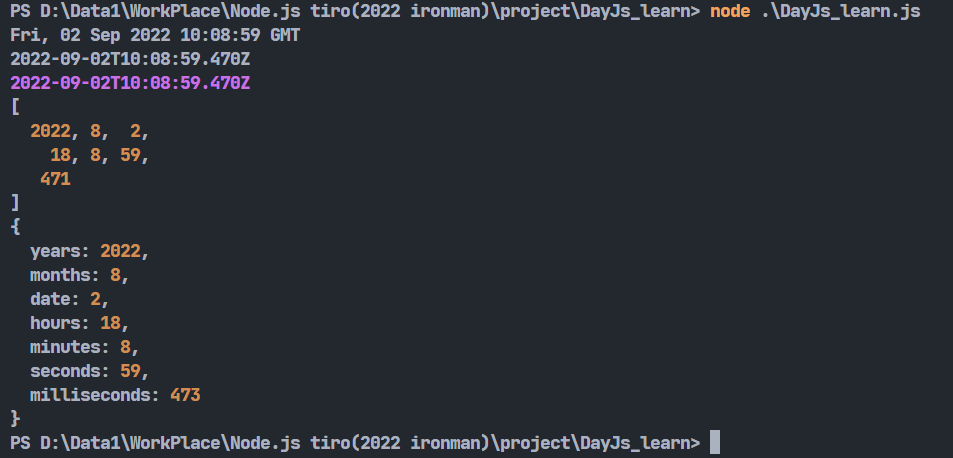 PS D:\Data1\WorkPlace\Node.js tiro(2022 ironman)\project\DayJs_learn> node .\DayJs_learn.js
Fri, 02 Sep 2022 10:08:59 GMT
2022-09-02T10:08:59.470Z
2022-09-02T10:08:59.470Z
[
  2022, 8,  2,
    18, 8, 59,
   471
]
{
  years: 2022,
  months: 8,
  date: 2,
  hours: 18,
  minutes: 8,
  seconds: 59,
  milliseconds: 473
}
PS D:\Data1\WorkPlace\Node.js tiro(2022 ironman)\project\DayJs_learn>